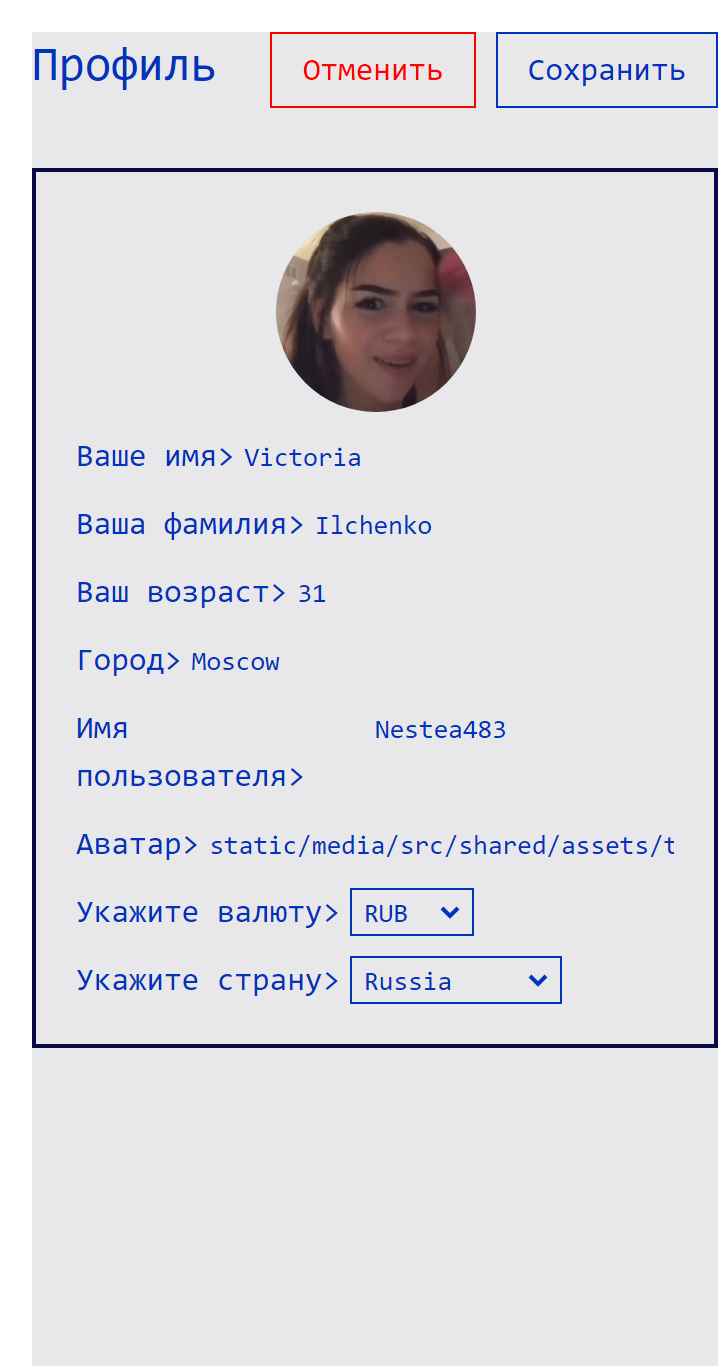 Профиль Отменить Сохранить
Ваше имя> Victoria
Ваша фамилия> Ilchenko
Ваш возраст> 31
Город> Moscow
Имя Nestea483
пользователя>
Аватар> static/media/src/shared/assets/t
Укажите валюту> RUB
Укажите страну> Russia